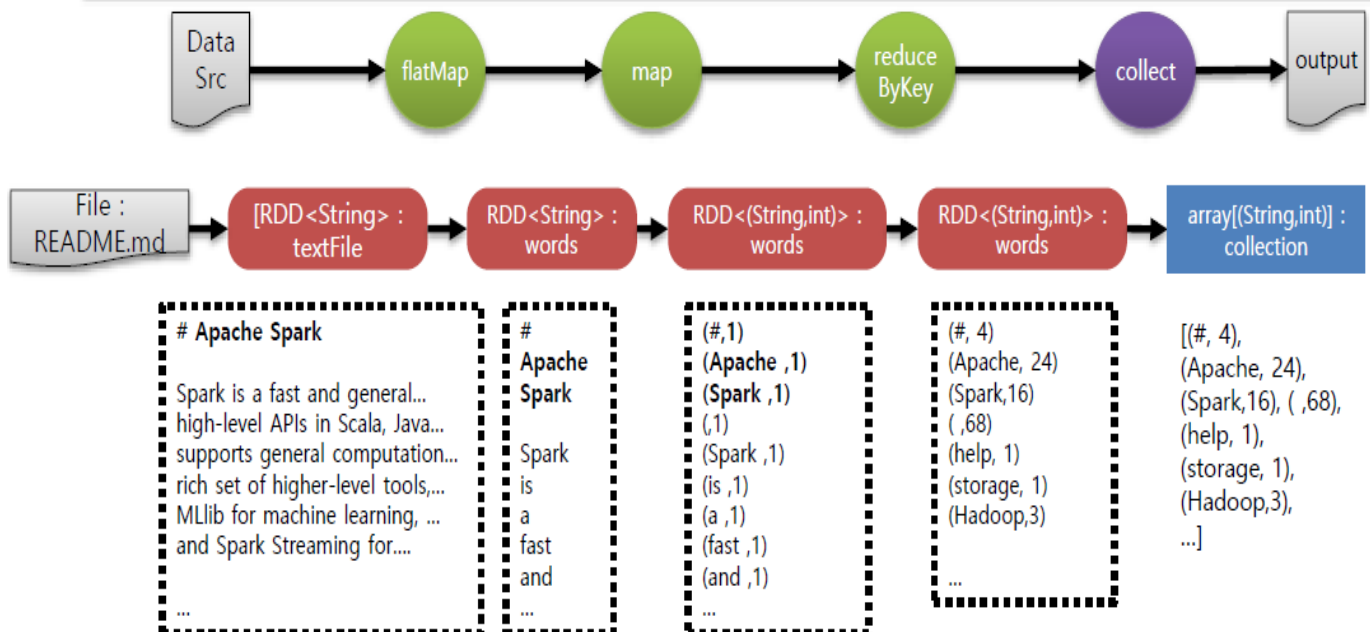 Data
Src
flatMap
map
reduce
ByKey
collect
output
File :
README.md
[RDD<String> :
textFile
RDD<String> :
words
RDD<(String,int)> :
words
RDD<(String,int)> :
words
array[(String,int)] :
collection
# Apache Spark
Spark is a fast and general...
high-level APIs in Scala, Java...
supports general computation...
rich set of higher-level tools,...
MLlib for machine learning, ...
and Spark Streaming for....
...
#
Apache
Spark
Spark
is
a
fast
and
...
(#,1)
(Apache ,1)
(Spark ,1)
(,1)
(Spark ,1)
(is ,1)
(a ,1)
(fast ,1)
(and ,1)
...
(#, 4)
(Apache, 24)
(Spark,16)
( ,68)
(help, 1)
(storage, 1)
(Hadoop,3)
...
[(#, 4),
(Apache, 24),
(Spark,16), ( ,68),
(help, 1),
(storage, 1),
(Hadoop,3),
...]